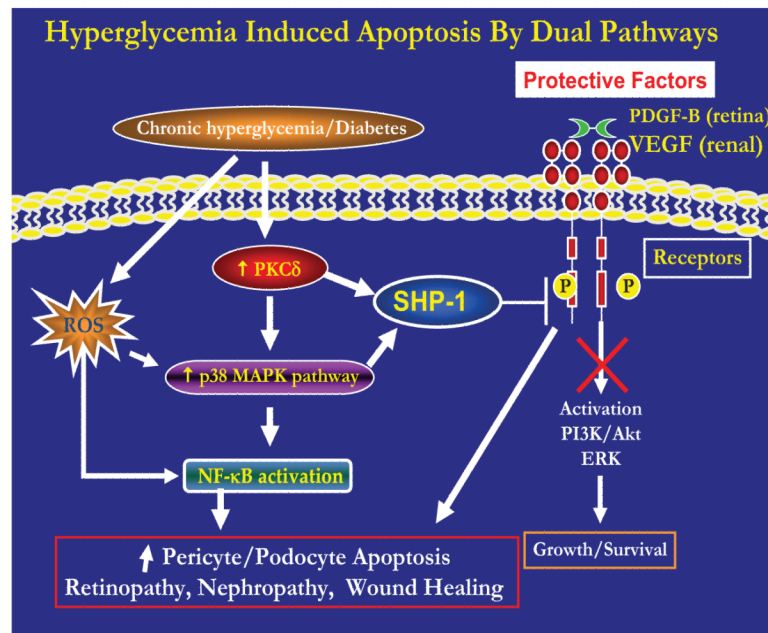 Hyperglycemia Induced Apoptosis By Dual Pathways
Protective Factors
PDGF-B (retina)
VEGF (renal)
Chronic hyperglycemia/Diabetes
Receptors
↑ PKCδ
SHP-1
P
P
ROS
↑ p38 MAPK pathway
Activation
PI3K/Akt
ERK
NF-κB activation
Growth/Survival
↑ Pericyte/Podocyte Apoptosis
Retinopathy, Nephropathy, Wound Healing